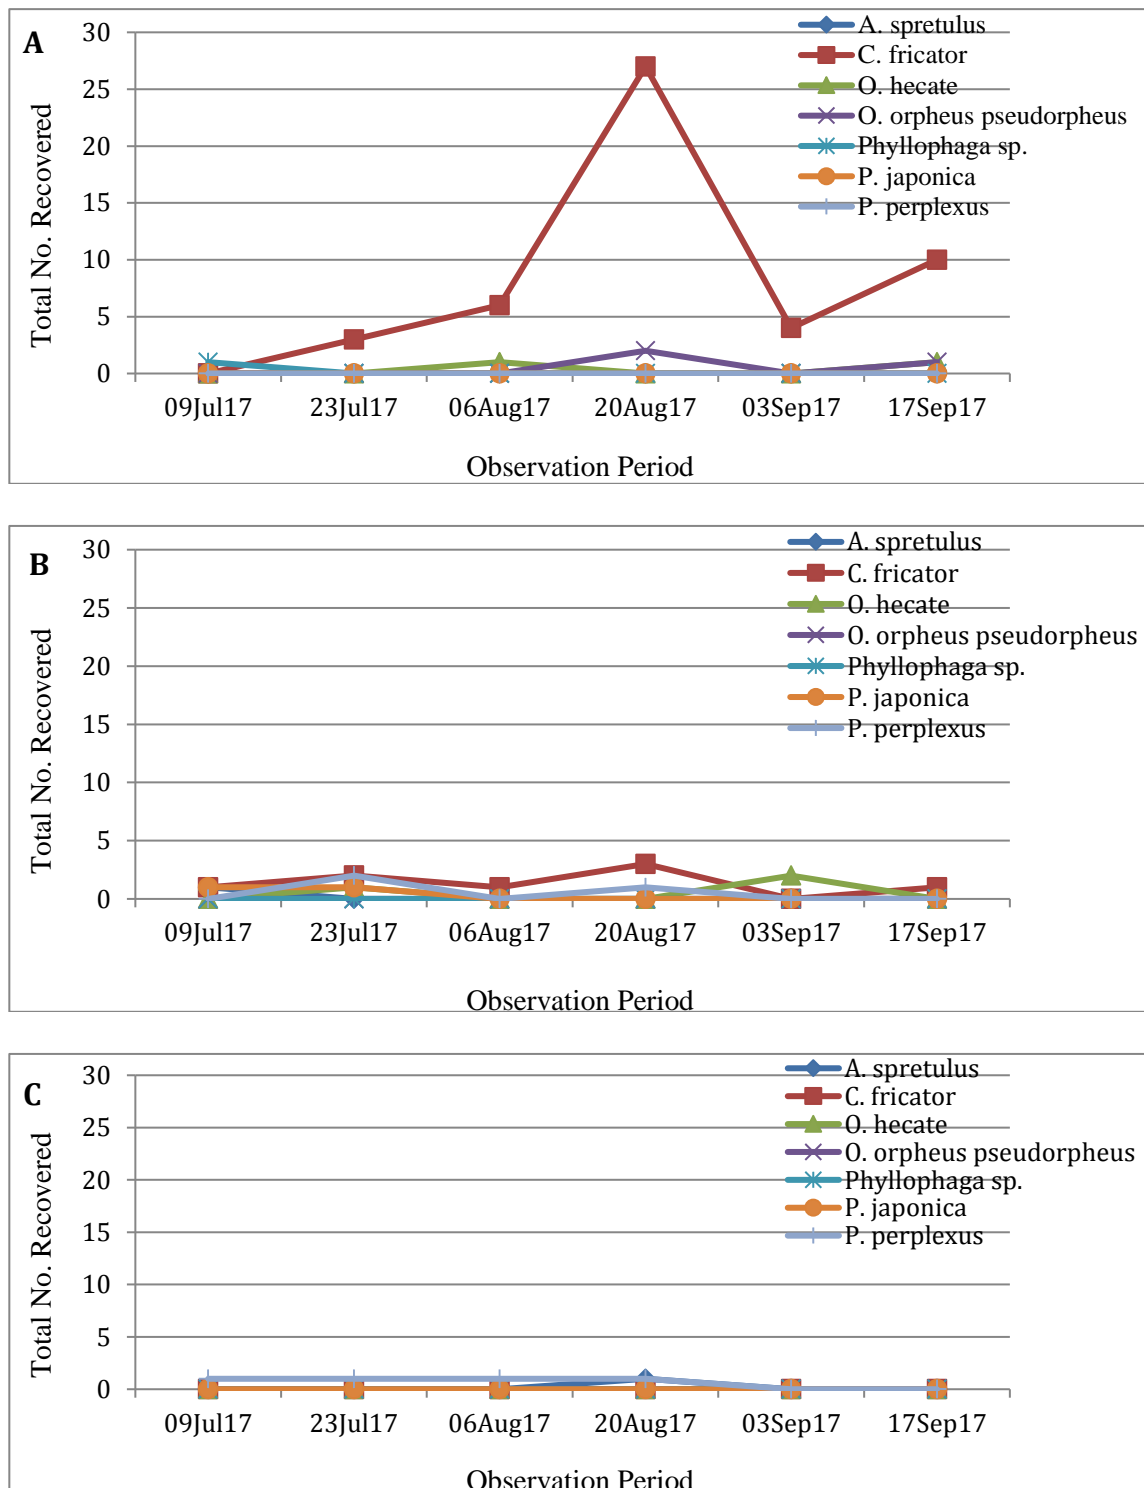 A
Total No. Recovered
30
25
20
15
10
5
0
A. spretulus
C. fricator
O. hecate
O. orpheus pseudorpheus
Phyllophaga sp.
P. japonica
P. perplexus
09Jul17 23Jul17 06Aug17 20Aug17 03Sep17 17Sep17
Observation Period
B
Total No. Recovered
30
25
20
15
10
5
0
A. spretulus
C. fricator
O. hecate
O. orpheus pseudorpheus
Phyllophaga sp.
P. japonica
P. perplexus
09Jul17 23Jul17 06Aug17 20Aug17 03Sep17 17Sep17
Observation Period
C
Total No. Recovered
30
25
20
15
10
5
0
A. spretulus
C. fricator
O. hecate
O. orpheus pseudorpheus
Phyllophaga sp.
P. japonica
P. perplexus
09Jul17 23Jul17 06Aug17 20Aug17 03Sep17 17Sep17
Observation Period